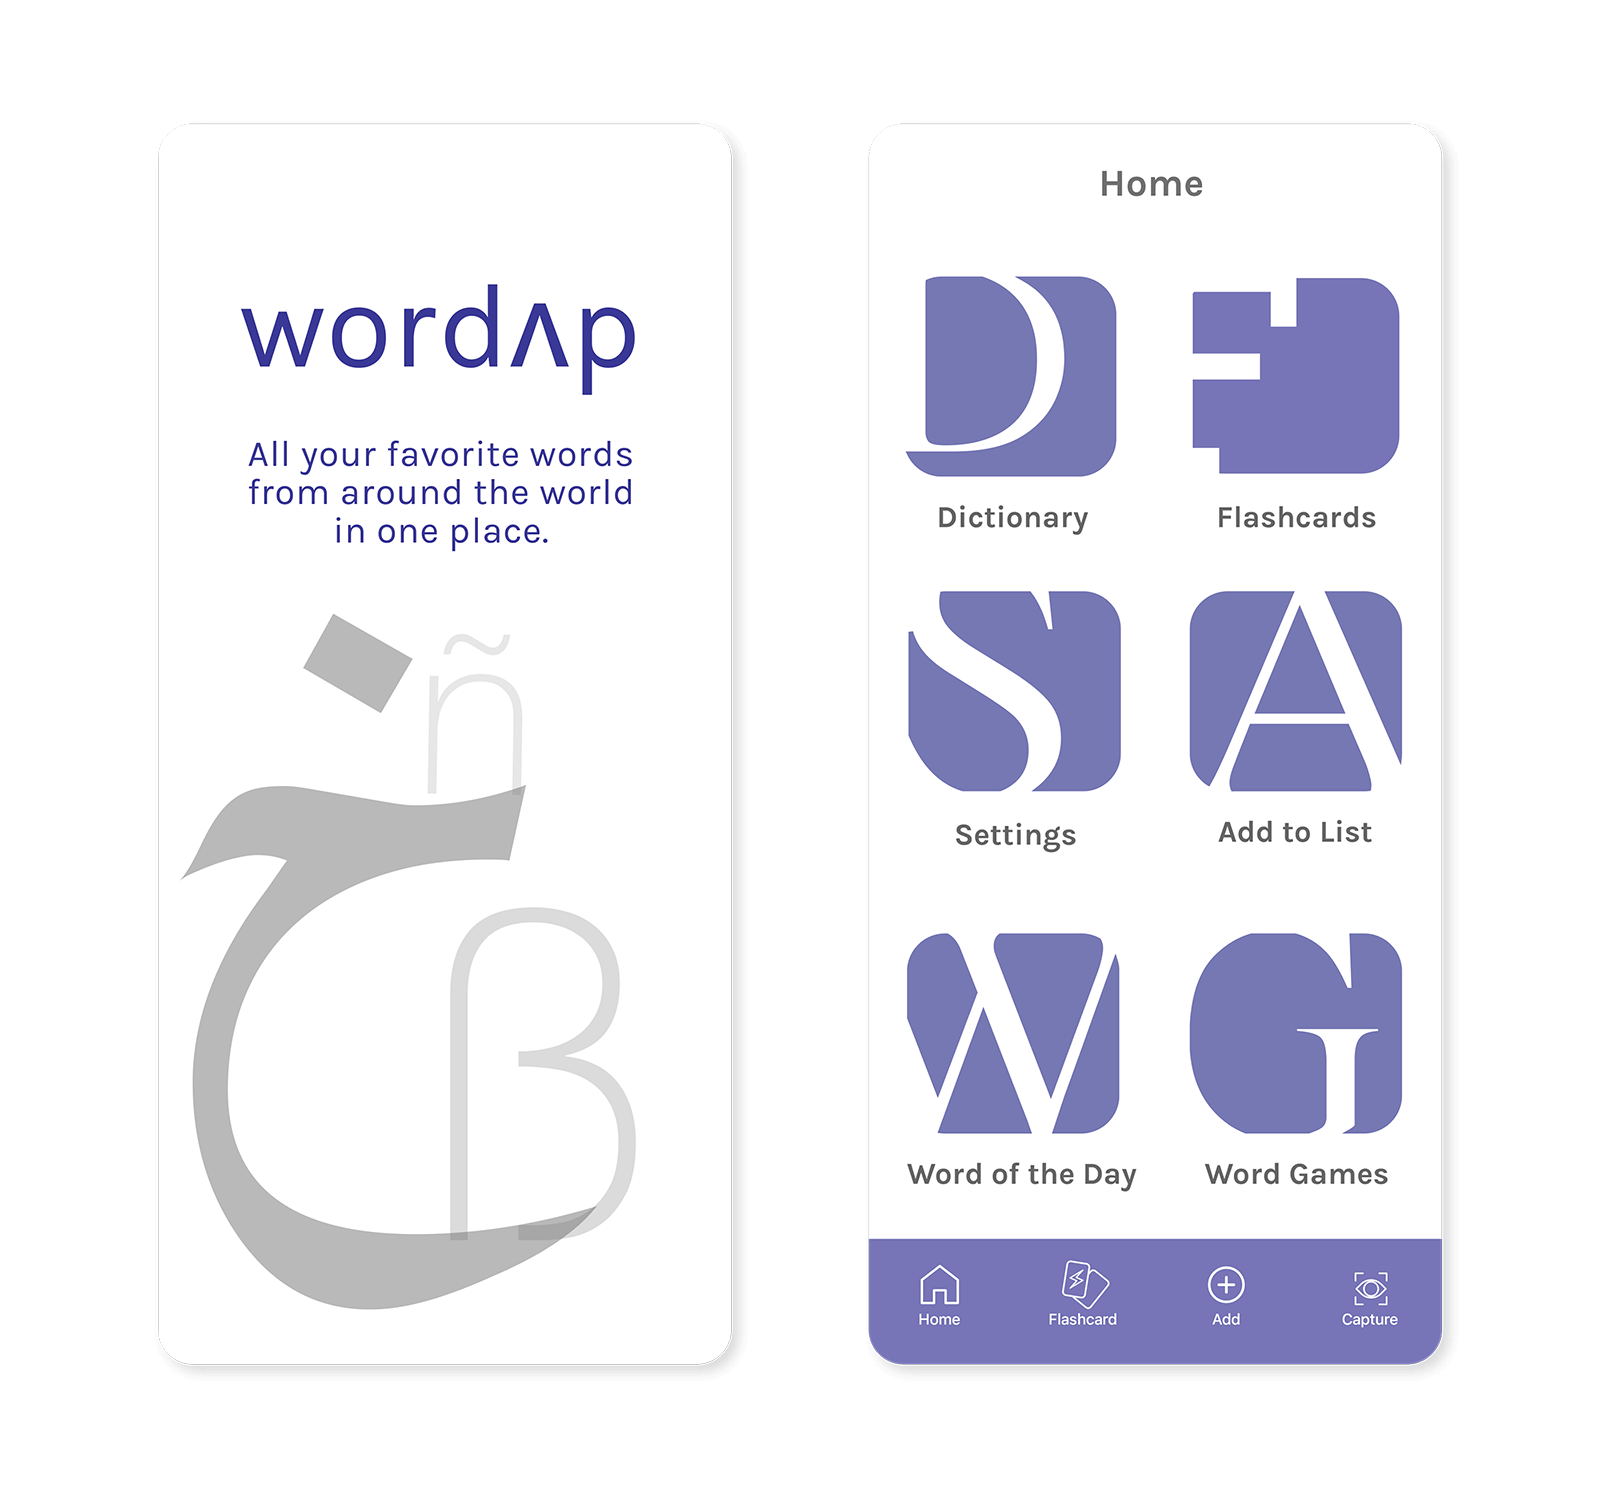 wordʌp
All your favorite words
from around the world
in one place.
خ
ñ
ß
Home
D
F
Dictionary
Flashcards
S
A
Settings
Add to List
W
G
Word of the Day
Word Games
Home
Flashcard
Add
Capture